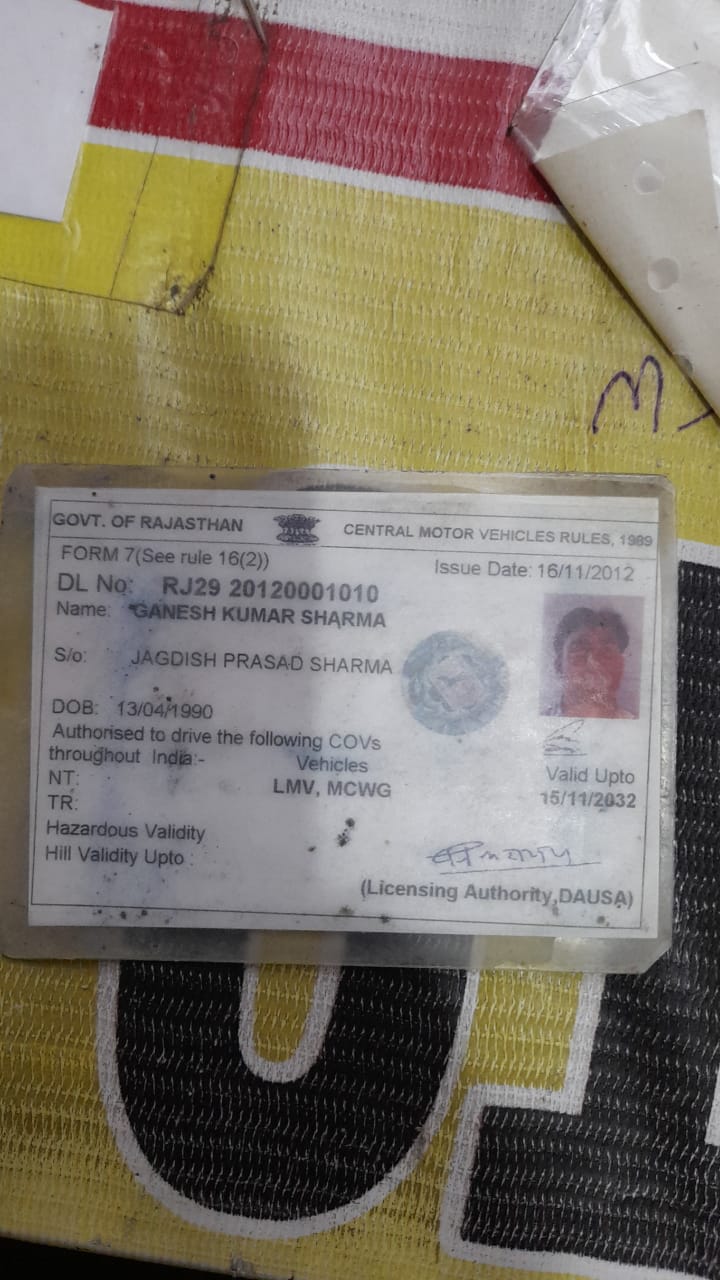 GOVT. OF RAJASTHAN CENTRAL MOTOR VEHICLES RULES, 1989
FORM 7(See rule 16(2)) Issue Date: 16/11/2012
DL No: RJ29 20120001010
Name: GANESH KUMAR SHARMA
S/o: JAGDISH PRASAD SHARMA
DOB: 13/04/1990
Authorised to drive the following COVs
throughout India:- Vehicles
NT: LMV, MCWG
TR:
Valid Upto
15/11/2032
Hazardous Validity
Hill Validity Upto :
(Licensing Authority,DAUSA)